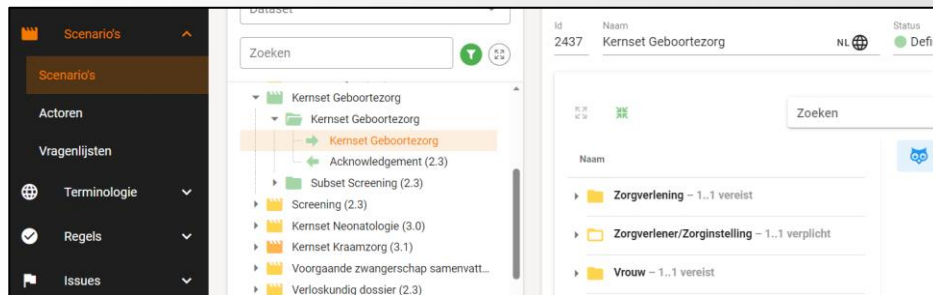 Dataset
Id
Naam
Status
Scenario's
2437
Kernset Geboortezorg
NL
Defi
Zoeken
Scenario's
Kernset Geboortezorg
Actoren
Kernset Geboortezorg
Zoeken
Kernset Geboortezorg
Vragenlijsten
Acknowledgement (2.3)
Naam
Subset Screening (2.3)
Terminologie
Zorgverlening – 1..1 vereist
Screening (2.3)
Kernset Neonatologie (3.0)
Regels
Zorgverlener/Zorginstelling – 1..1 verplicht
Kernset Kraamzorg (3.1)
Voorgaande zwangerschap samenvatt...
Vrouw – 1..1 vereist
Issues
Verloskundig dossier (2.3)